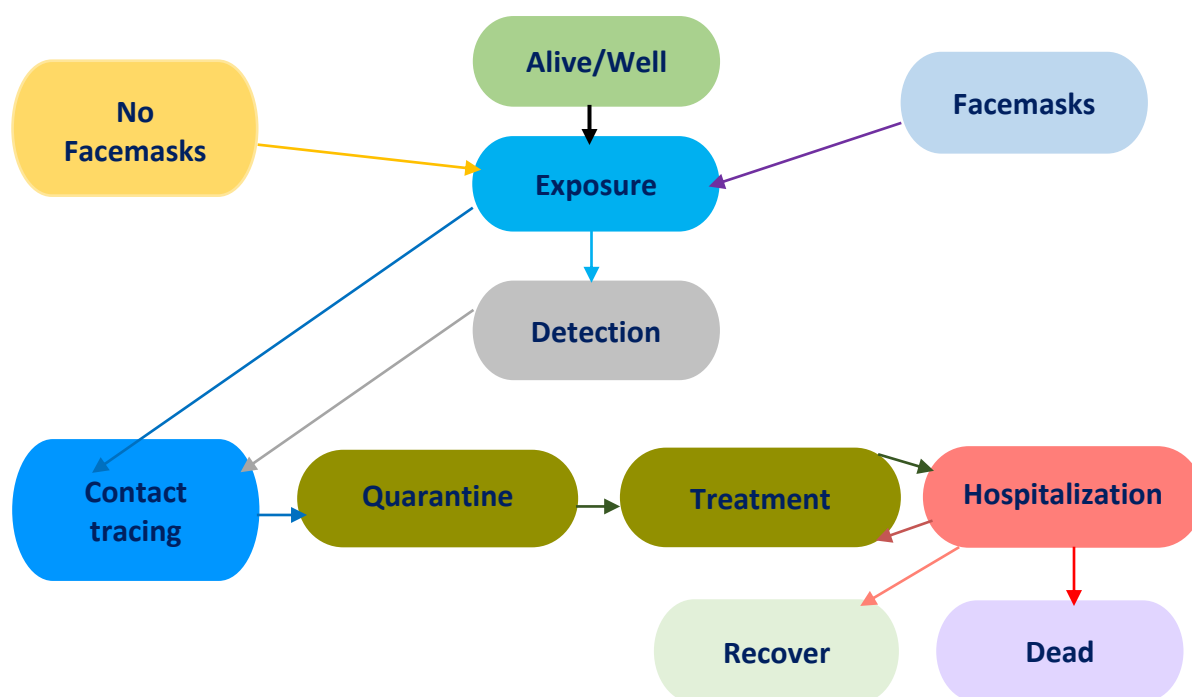 Alive/Well
No
Facemasks
Facemasks
Exposure
Detection
Contact
tracing
Quarantine
Treatment
Hospitalization
Recover
Dead